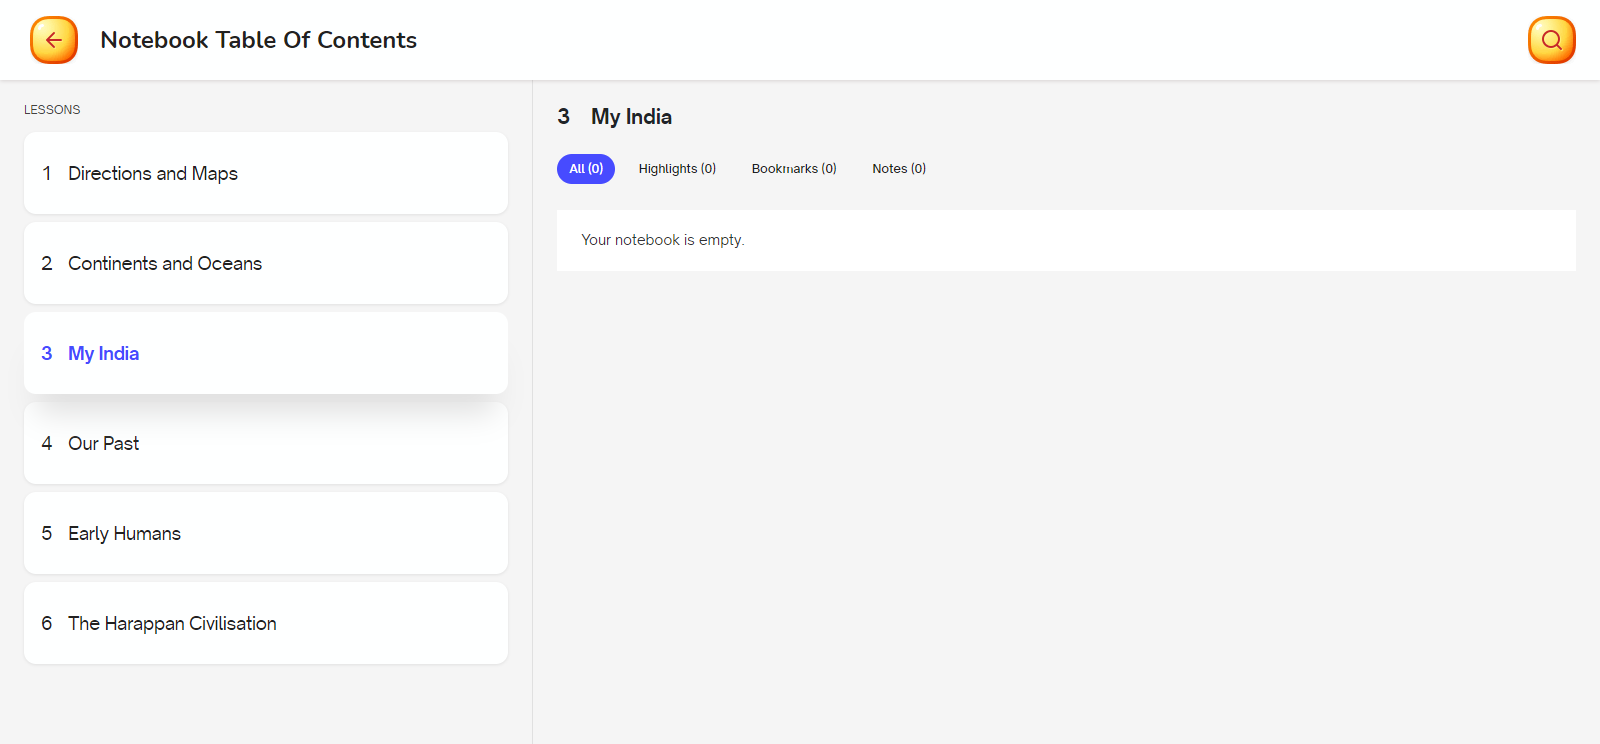 Notebook Table Of Contents
LESSONS
1 Directions and Maps
2 Continents and Oceans
3 My India
4 Our Past
5 Early Humans
6 The Harappan Civilisation
3 My India
All (0) Highlights (0) Bookmarks (0) Notes (0)
Your notebook is empty.